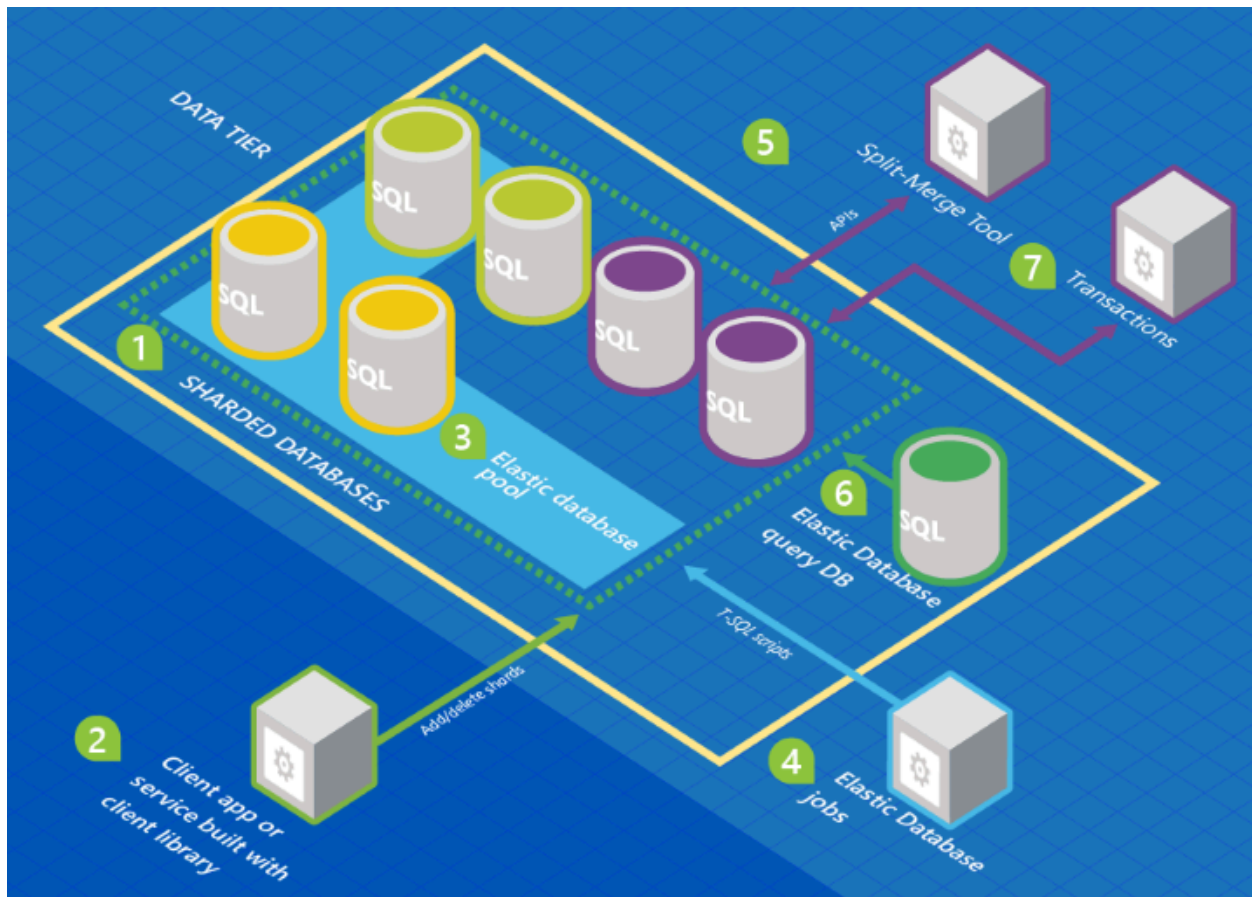 DATA TIER
SQL
SQL
SQL
SQL
SQL
SQL
SQL
1
SHARDED DATABASES
3
Elastic database
pool
5
Split-Merge Tool
APIs
7
Transactions
6
Elastic Database
query DB
T-SQL scripts
2
Client app or
service built with
client library
Add/delete shards
4
Elastic Database
jobs